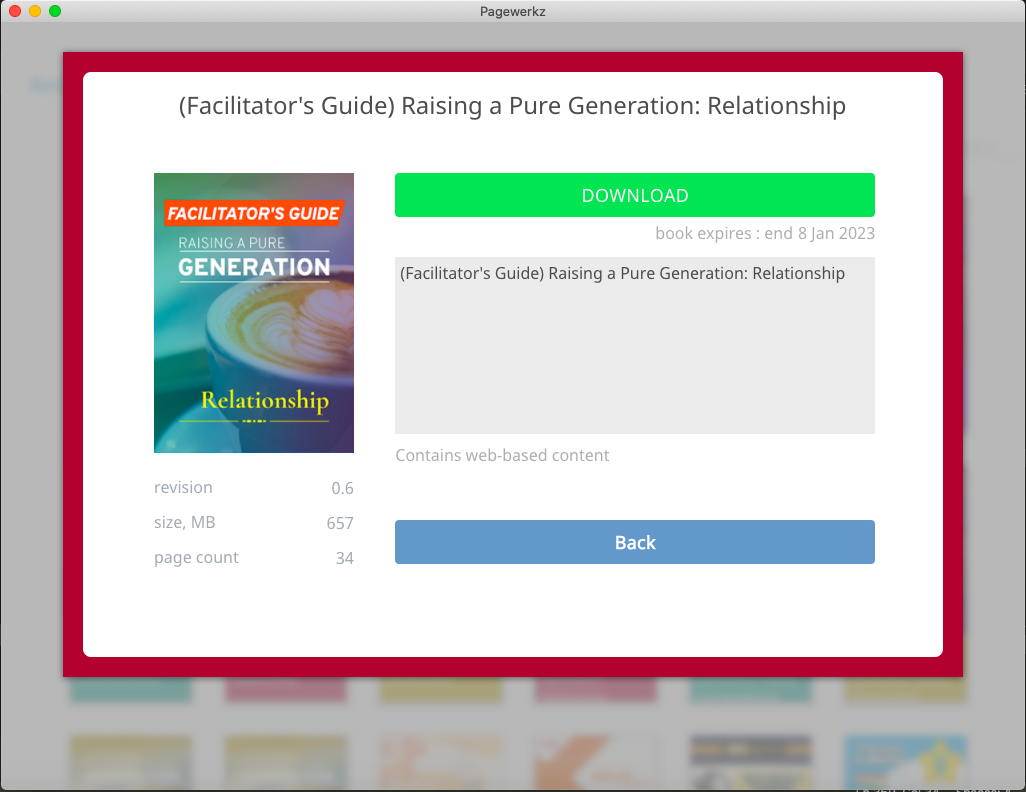 Pagewerkz
(Facilitator's Guide) Raising a Pure Generation: Relationship
FACILITATOR'S GUIDE
RAISING A PURE
GENERATION
Relationship
DOWNLOAD
book expires : end 8 Jan 2023
(Facilitator's Guide) Raising a Pure Generation: Relationship
Contains web-based content
revision 0.6
size, MB 657
page count 34
Back